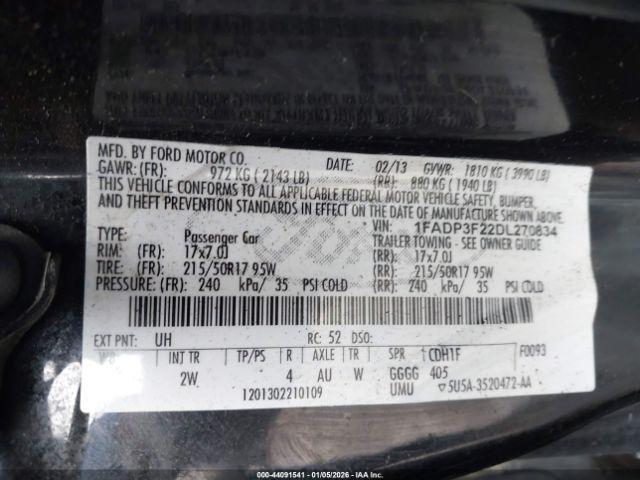 MFD. BY FORD MOTOR CO.
DATE: 02/13 GVWR: 1810 KG ( 3990 LB)
GAWR: (FR): 972 KG ( 2143 LB) (RR): 880 KG ( 1940 LB)
THIS VEHICLE CONFORMS TO ALL APPLICABLE FEDERAL MOTOR VEHICLE SAFETY, BUMPER,
AND THEFT PREVENTION STANDARDS IN EFFECT ON THE DATE OF MANUFACTURE SHOWN ABOVE.
VIN: 1FADP3F22DL270834
TYPE: Passenger Car TRAILER TOWING - SEE OWNER GUIDE
RIM: (FR): 17x7.0J (RR): 17x7.0J
TIRE: (FR): 215/50R17 95W (RR): 215/50R17 95W
PRESSURE: (FR): 240 kPa/ 35 PSI COLD (RR): 240 kPa/ 35 PSI COLD
EXT PNT: UH RC: 52 DSO: F0093
WB INT TR TP/PS R AXLE TR SPR CDH1F
2W 4 AU W GGGG 405
1201302210109 UMU ▽5U5A-3520472-AA
000-44091541 - 01/05/2026 - IAAI.COM